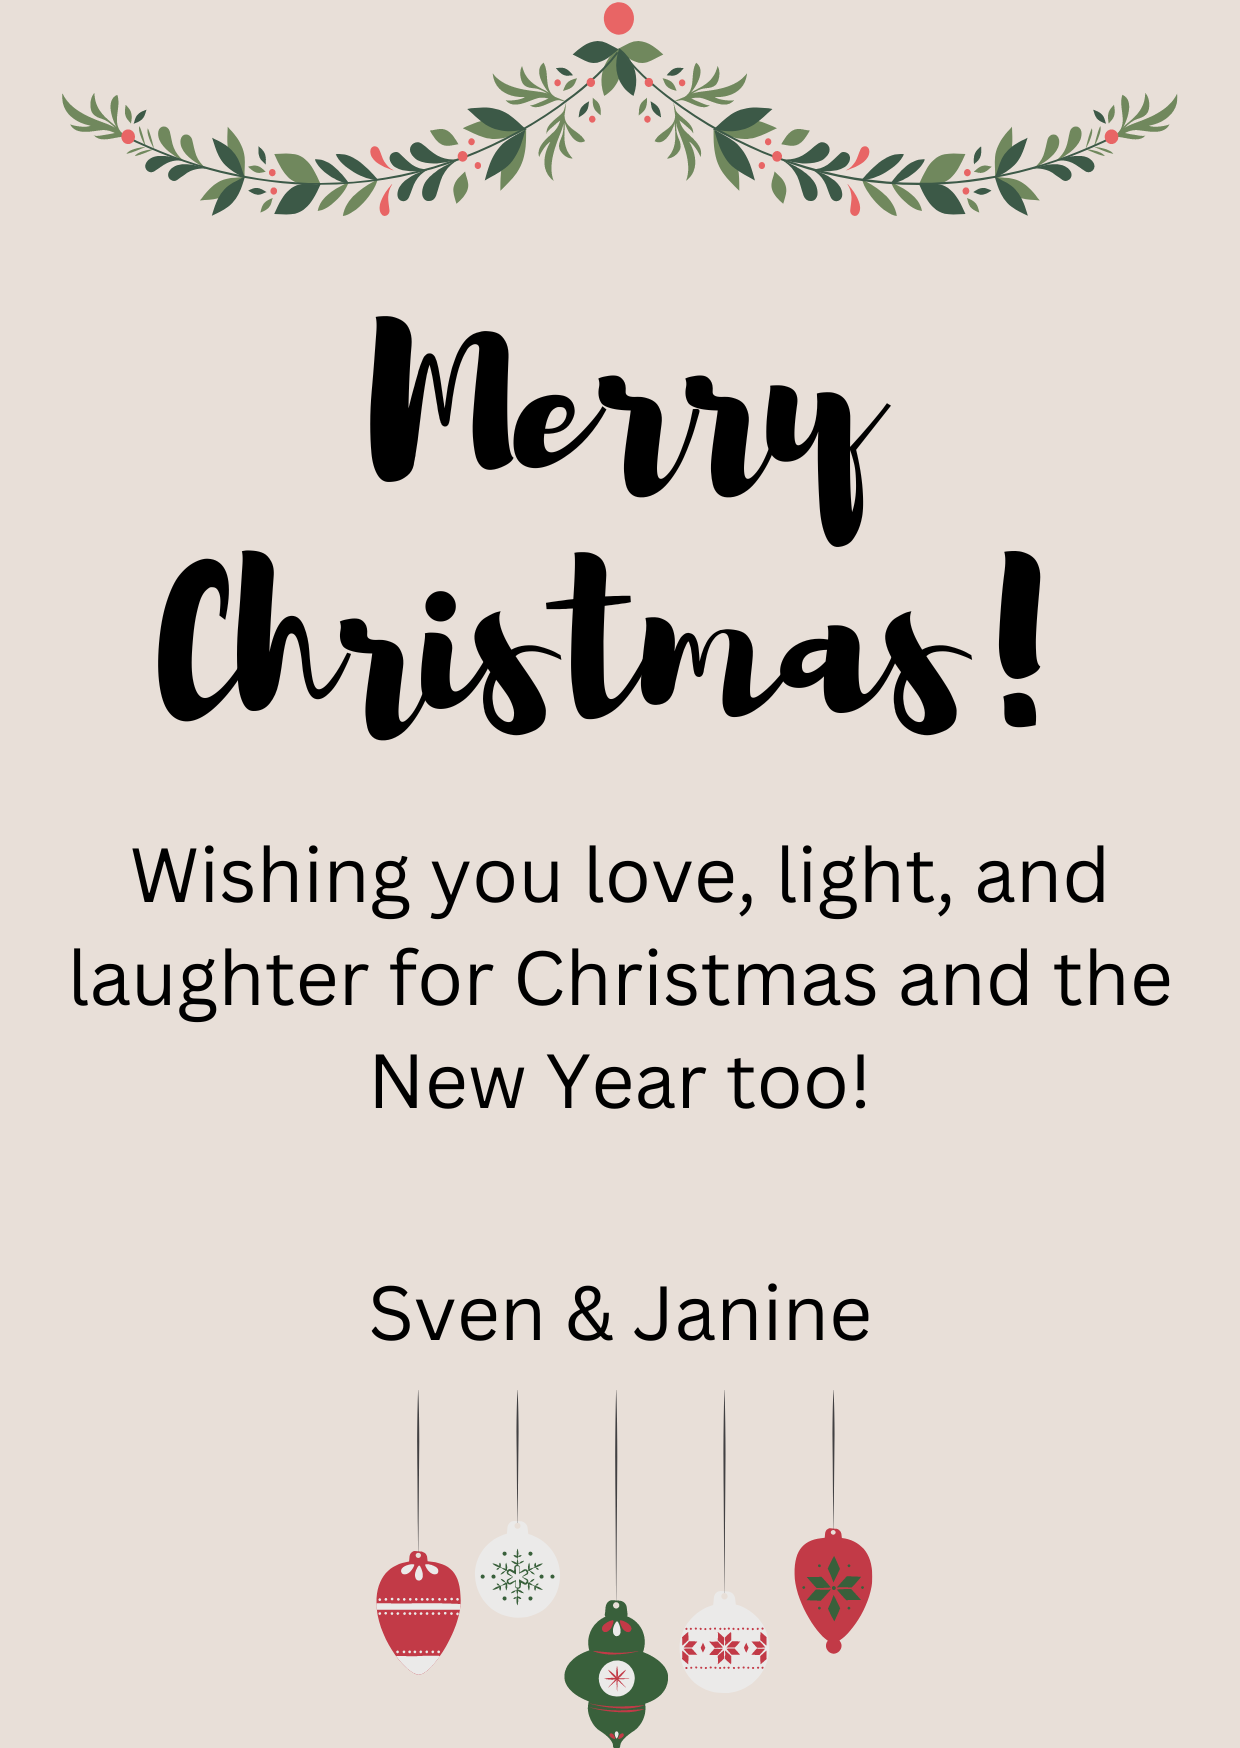 Merry
Christmas!
Wishing you love, light, and
laughter for Christmas and the
New Year too!
Sven & Janine